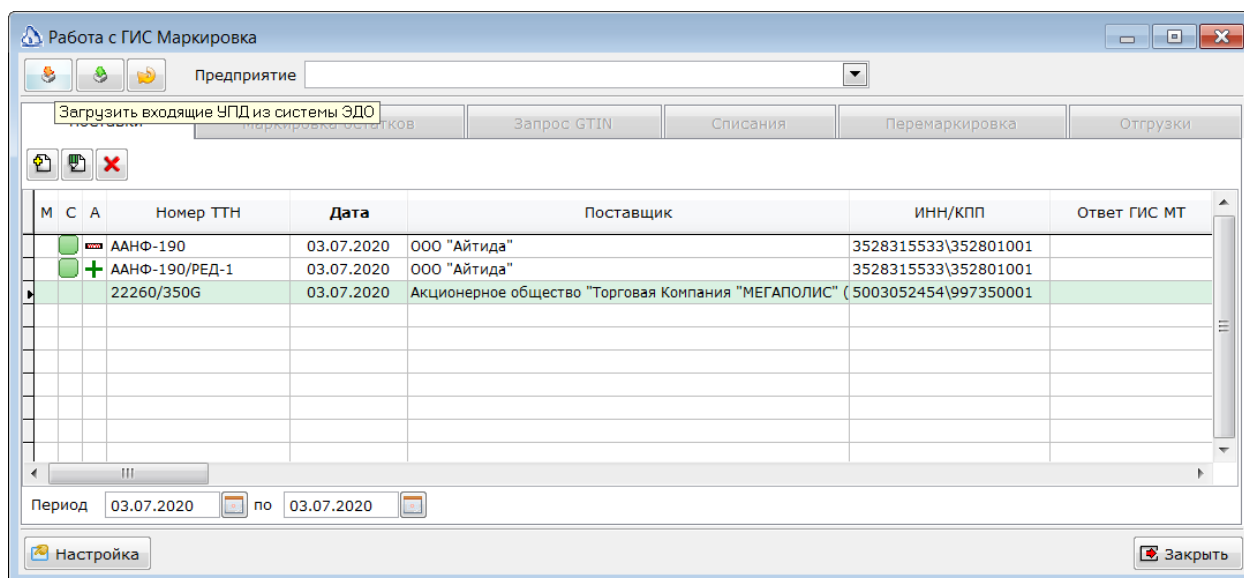 Работа с ГИС Маркировка
Предприятие
Загрузить входящие УПД из системы ЭДО
Поставки Маркировка остатков Запрос GTIN Списания Перемаркировка Отгрузки
М С А Номер ТТН Дата Поставщик ИНН/КПП Ответ ГИС МТ
ААНФ-190 03.07.2020 ООО "Айтида" 3528315533\352801001
ААНФ-190/РЕД-1 03.07.2020 ООО "Айтида" 3528315533\352801001
22260/350G 03.07.2020 Акционерное общество "Торговая Компания "МЕГАПОЛИС" ( 5003052454\997350001
Период 03.07.2020 по 03.07.2020
Настройка Закрыть